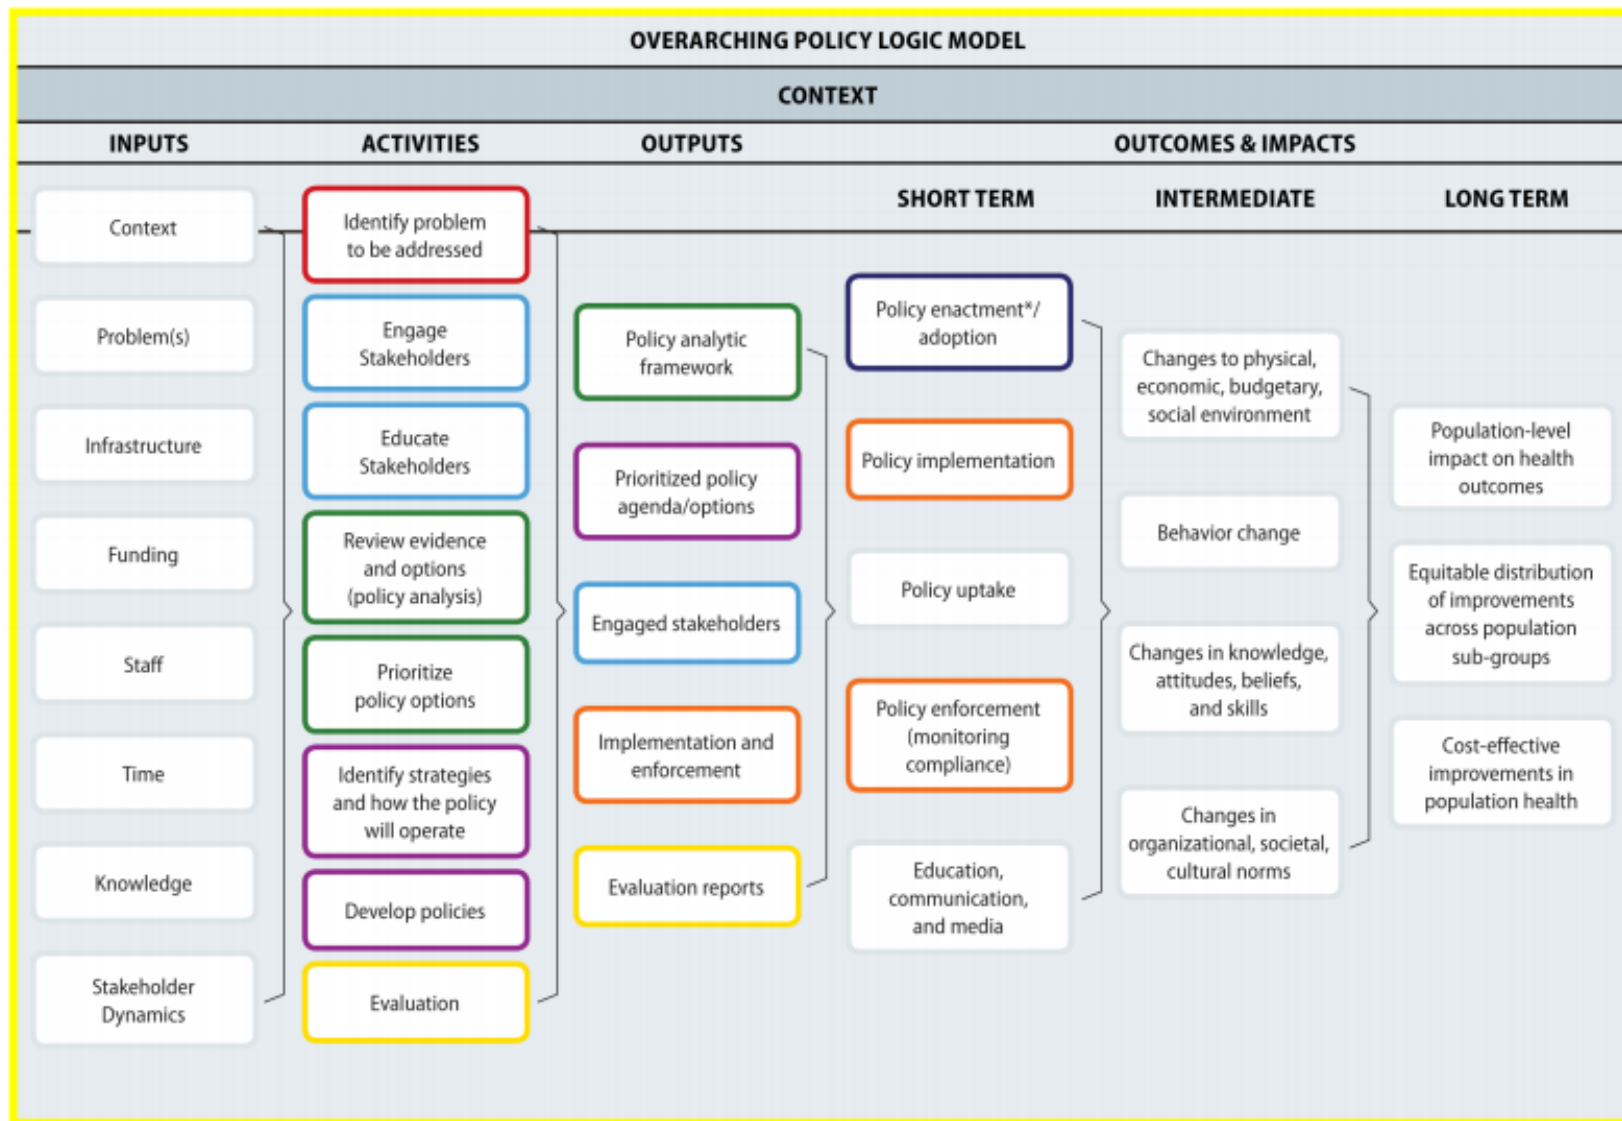 OVERARCHING POLICY LOGIC MODEL
CONTEXT
INPUTS
ACTIVITIES
OUTPUTS
OUTCOMES & IMPACTS
SHORT TERM
INTERMEDIATE
LONG TERM
Context
Problem(s)
Infrastructure
Funding
Staff
Time
Knowledge
Stakeholder
Dynamics
Identify problem
to be addressed
Engage
Stakeholders
Educate
Stakeholders
Review evidence
and options
(policy analysis)
Prioritize
policy options
Identify strategies
and how the policy
will operate
Develop policies
Evaluation
Policy analytic
framework
Prioritized policy
agenda/options
Engaged stakeholders
Implementation and
enforcement
Evaluation reports
Policy enactment*/
adoption
Policy implementation
Policy uptake
Policy enforcement
(monitoring
compliance)
Education,
communication,
and media
Changes to physical,
economic, budgetary,
social environment
Behavior change
Changes in knowledge,
attitudes, beliefs,
and skills
Changes in
organizational, societal,
cultural norms
Population-level
impact on health
outcomes
Equitable distribution
of improvements
across population
sub-groups
Cost-effective
improvements in
population health